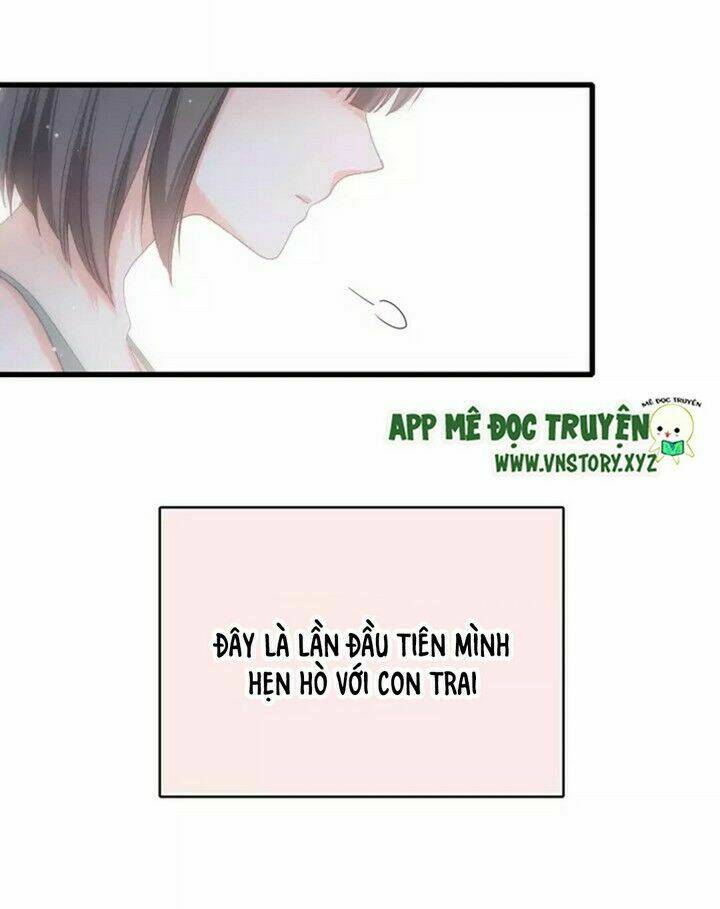 MÊ ĐỌC TRUYỆN
APP MÊ ĐỌC TRUYỆN
WWW.VNSTORY.XYZ
ĐÂY LÀ LẦN ĐẦU TIÊN MÌNH
HẸN HÒ VỚI CON TRAI